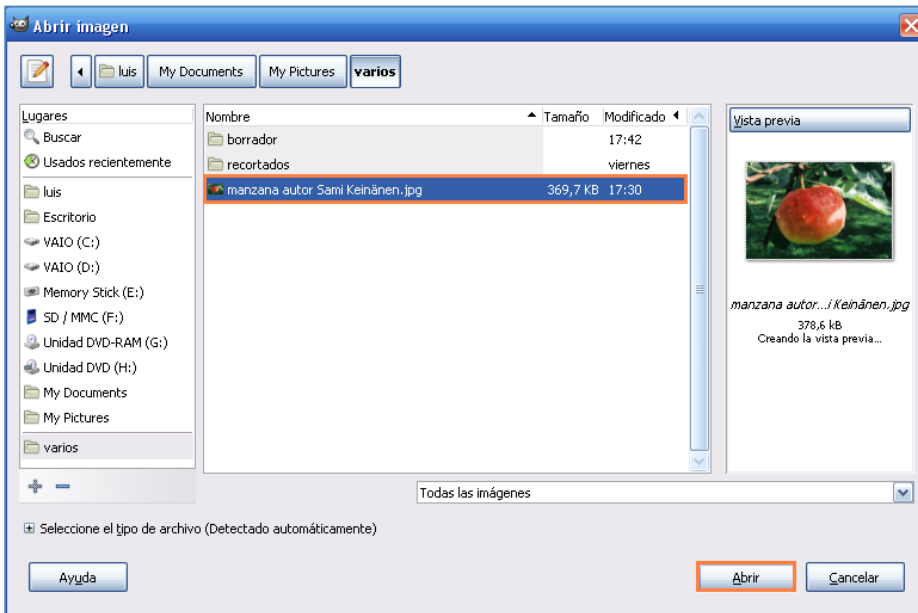 Abrir imagen
luis
My Documents
My Pictures
varios
Lugares
Buscar
Usados recientemente
luis
Escritorio
VAIO (C:)
VAIO (D:)
Memory Stick (E:)
SD / MMC (F:)
Unidad DVD-RAM (G:)
Unidad DVD (H:)
My Documents
My Pictures
varios
Nombre Tamaño Modificado
borrador 17:42
recortados viernes
manzana autor Sami Keinänen.jpg 369,7 KB 17:30
Vista previa
manzana autor...i Keinänen.jpg
378,6 kB
Creando la vista previa...
Todas las imágenes
Seleccione el tipo de archivo (Detectado automáticamente)
Ayuda
Abrir
Cancelar